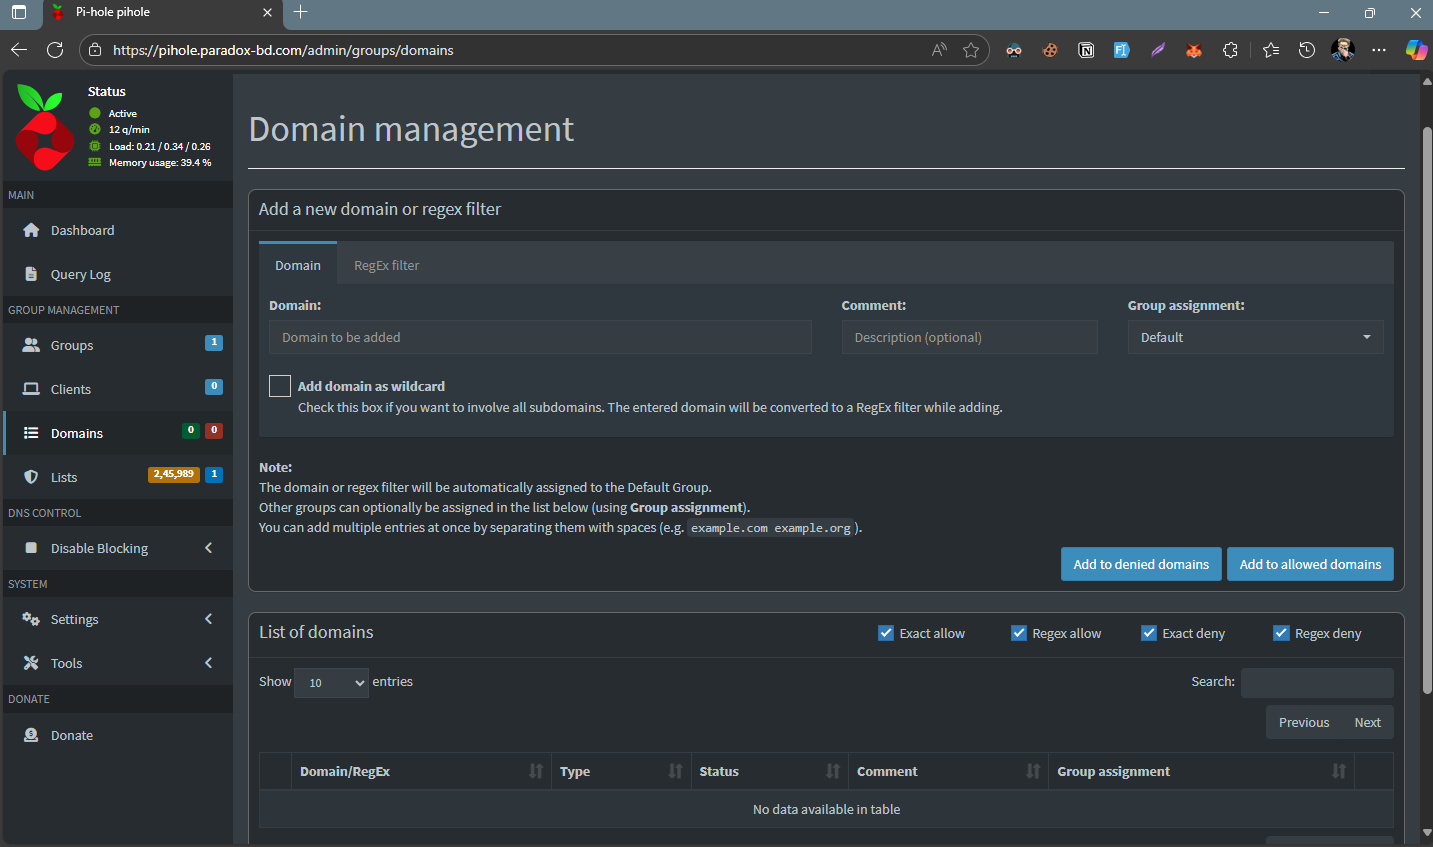 Pi-hole pihole
https://pihole.paradox-bd.com/admin/groups/domains
Status
Active
12 q/min
Load: 0.21 / 0.34 / 0.26
Memory usage: 39.4 %
MAIN
Dashboard
Query Log
GROUP MANAGEMENT
Groups 1
Clients 0
Domains 0 0
Lists 2,45,989 1
DNS CONTROL
Disable Blocking
SYSTEM
Settings
Tools
DONATE
Donate
Domain management
Add a new domain or regex filter
Domain RegEx filter
Domain: Comment: Group assignment:
Domain to be added Description (optional) Default
Add domain as wildcard
Check this box if you want to involve all subdomains. The entered domain will be converted to a RegEx filter while adding.
Note:
The domain or regex filter will be automatically assigned to the Default Group.
Other groups can optionally be assigned in the list below (using Group assignment).
You can add multiple entries at once by separating them with spaces (e.g. example.com example.org ).
Add to denied domains Add to allowed domains
List of domains Exact allow Regex allow Exact deny Regex deny
Show 10 entries Search:
Previous Next
Domain/RegEx Type Status Comment Group assignment
No data available in table